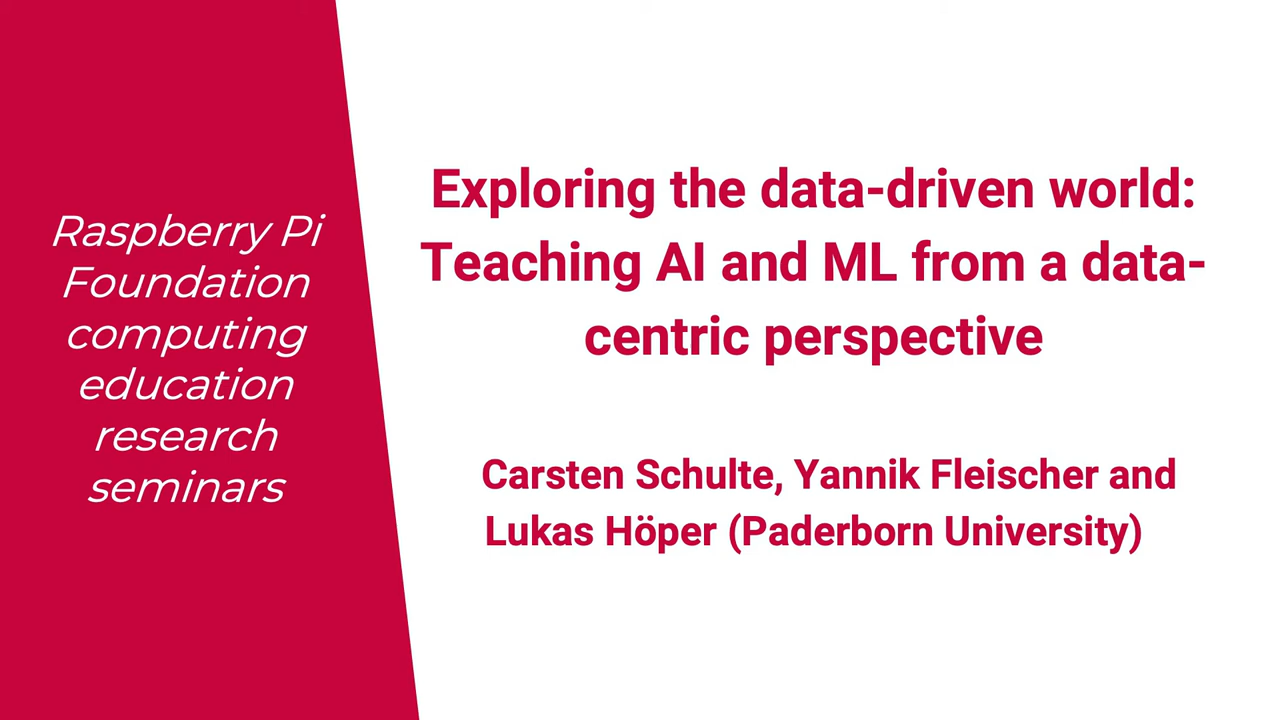 Raspberry Pi
Foundation
computing
education
research
seminars
Exploring the data-driven world:
Teaching AI and ML from a data-
centric perspective
Carsten Schulte, Yannik Fleischer and
Lukas Höper (Paderborn University)